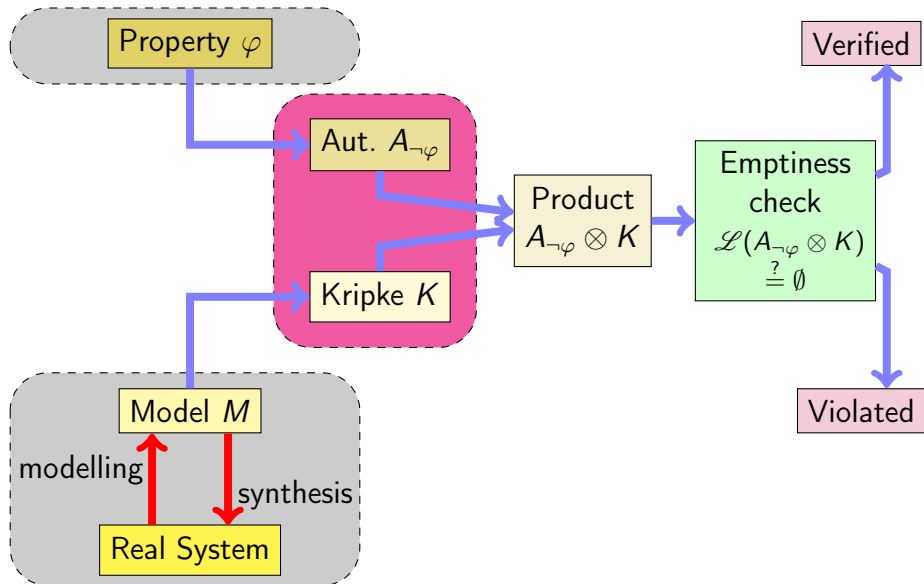 Property φ
Verified
Aut. A¬φ
Emptiness
check
ℒ(A¬φ ⊗ K)
≟ ∅
Product
A¬φ ⊗ K
Kripke K
Model M
Violated
modelling
synthesis
Real System